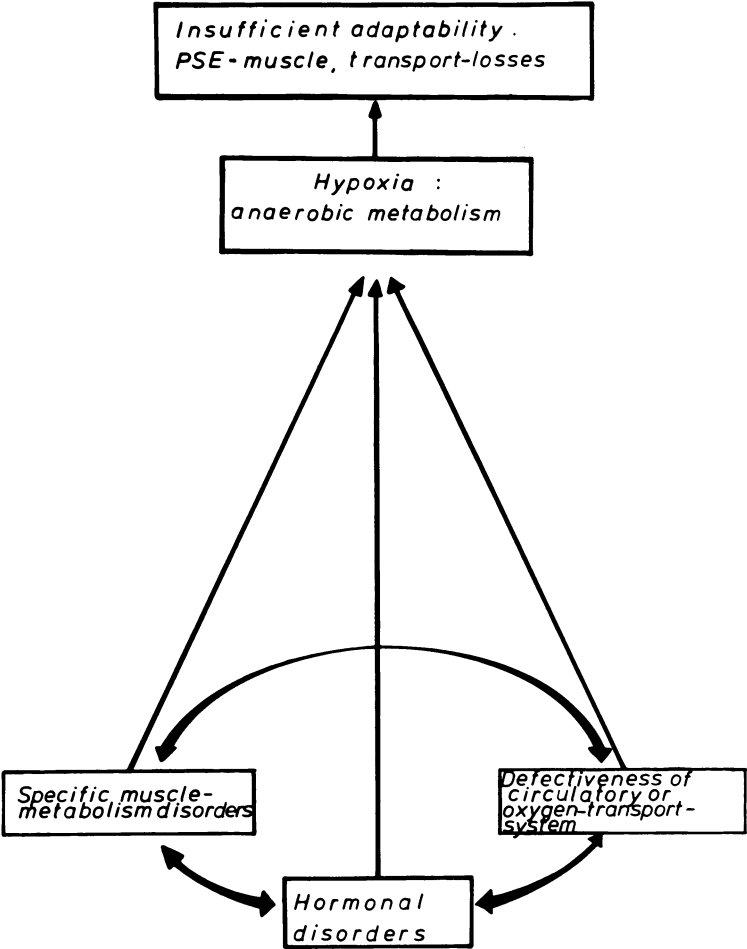 Insufficient adaptability.
PSE-muscle, transport-losses
Hypoxia :
anaerobic metabolism
Specific muscle-
metabolism disorders
Defectiveness of
circulatory or
oxygen-transport-
system
Hormonal
disorders